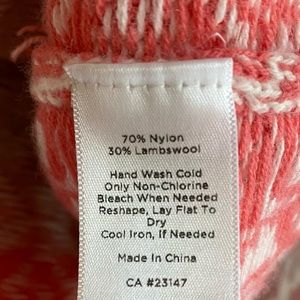 70% Nylon
30% Lambswool
Hand Wash Cold
Only Non-Chlorine
Bleach When Needed
Reshape, Lay Flat To
Dry
Cool Iron, If Needed
Made In China
CA #23147